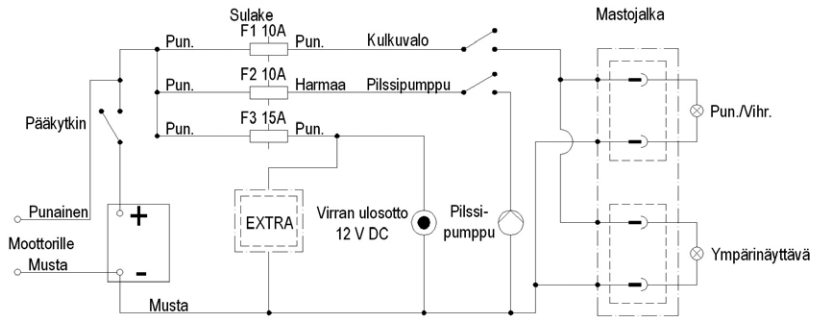 Sulake
Mastojalka
F1 10A
Pun.
Pun.
Kulkuvalo
F2 10A
Harmaa
Pilssipumppu
Pun.
Pun./Vihr.
Pääkytkin
F3 15A
Pun.
Pun.
Punainen
+
EXTRA
Virran ulosotto
12 V DC
Pilssi-
pumppu
Moottorille
Musta
-
Ympärinäyttävä
Musta